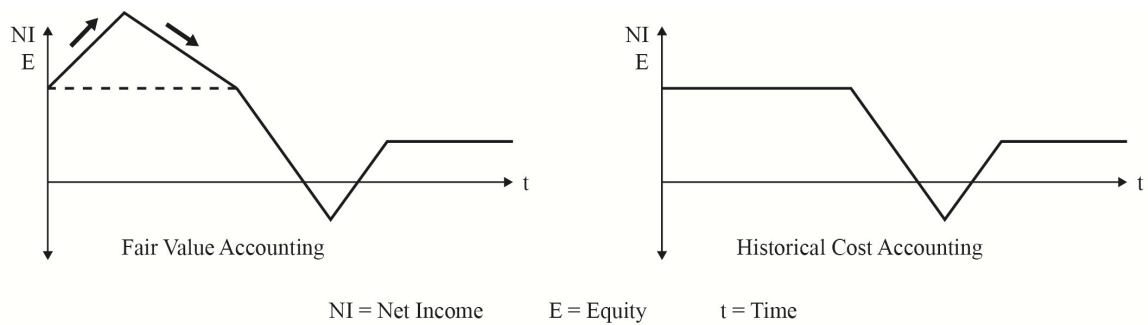 NI
E
t
Fair Value Accounting
NI
E
t
Historical Cost Accounting
NI = Net Income E = Equity t = Time